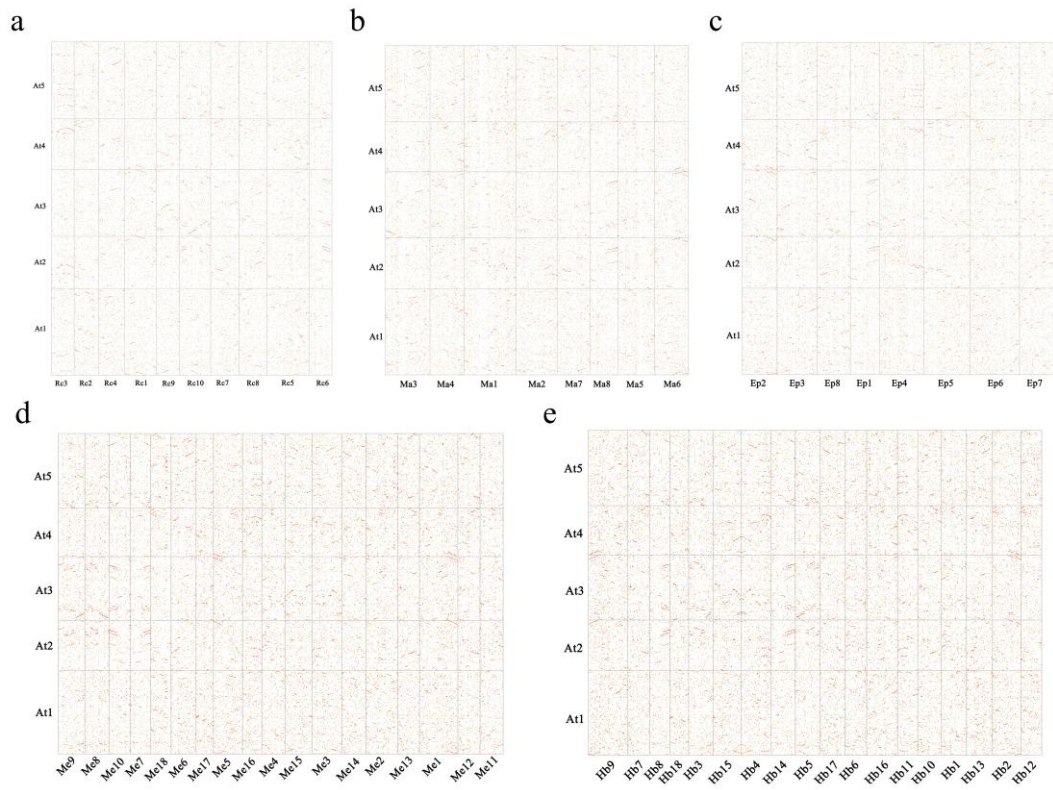 a
b
c
At5
At4
At3
At2
At1
Rc3 Rc2 Rc4 Rc1 Rc9 Rc10 Rc7 Rc8 Rc5 Rc6
At5
At4
At3
At2
At1
Ma3 Ma4 Ma1 Ma2 Ma7 Ma8 Ma5 Ma6
At5
At4
At3
At2
At1
Ep2 Ep3 Ep8 Ep1 Ep4 Ep5 Ep6 Ep7
d
e
At5
At4
At3
At2
At1
Me9 Me8 Me10 Me7 Me18 Me6 Me17 Me5 Me16 Me4 Me15 Me3 Me14 Me2 Me13 Me1 Me12 Me11
At5
At4
At3
At2
At1
Hb9 Hb7 Hb8 Hb18 Hb3 Hb15 Hb4 Hb14 Hb5 Hb17 Hb6 Hb16 Hb11 Hb10 Hb1 Hb13 Hb2 Hb12